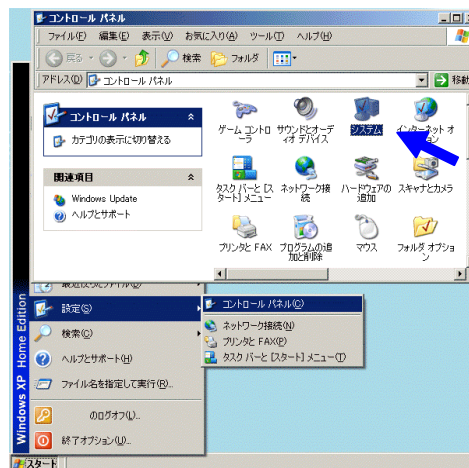 コントロール パネル
ファイル(F) 編集(E) 表示(V) お気に入り(A) ツール(T) ヘルプ(H)
戻る 検索 フォルダ
アドレス(D) コントロール パネル 移動
コントロール パネル
カテゴリの表示に切り替える
関連項目
Windows Update
ヘルプとサポート
ゲーム コントローラ
サウンドとオーディオ デバイス
システム
インターネット オプション
タスク バーと [スタート] メニュー
ネットワーク接続
ハードウェアの追加
スキャナとカメラ
プリンタと FAX
プログラムの追加と削除
マウス
フォルダ オプション
最近使ったファイル(D)
設定(S)
検索(C)
ヘルプとサポート(H)
ファイル名を指定して実行(R)...
のログオフ(L)...
終了オプション(U)...
コントロール パネル(C)
ネットワーク接続(N)
プリンタと FAX(P)
タスク バーと [スタート] メニュー(T)
Windows XP Home Edition
スタート